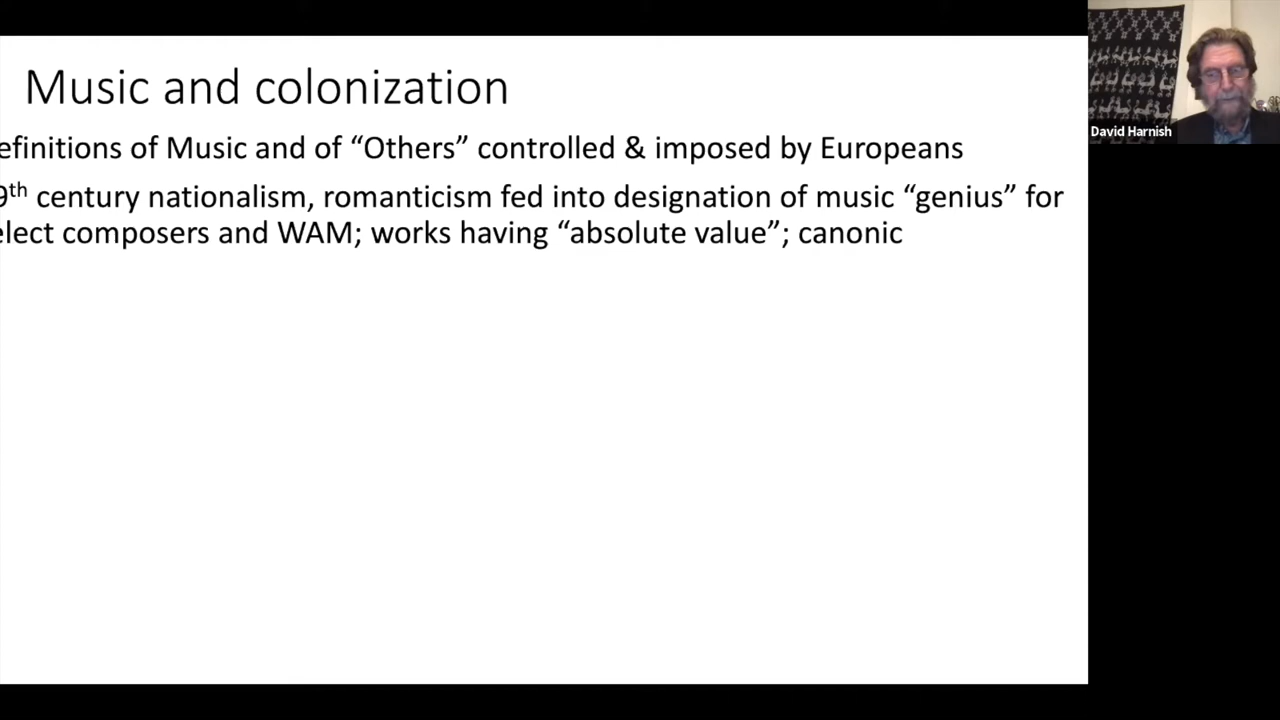 Music and colonization
David Harnish
efinitions of Music and of “Others” controlled & imposed by Europeans
9th century nationalism, romanticism fed into designation of music “genius” for
elect composers and WAM; works having “absolute value”; canonic